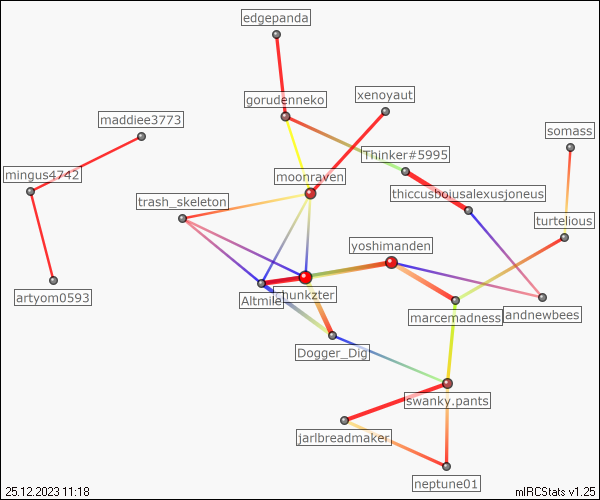 edgepanda
xenoyaut
gorudenneko
maddiee3773
somass
Thinker#5995
mingus4742
moonraven
thiccusboiusalexusjoneus
trash_skeleton
turtelious
yoshimanden
artyom0593
Altmile
hunkzter
andnewbees
marcemadness
Dogger_Dig
swanky.pants
jarlbreadmaker
neptune01
25.12.2023 11:18
mIRCStats v1.25